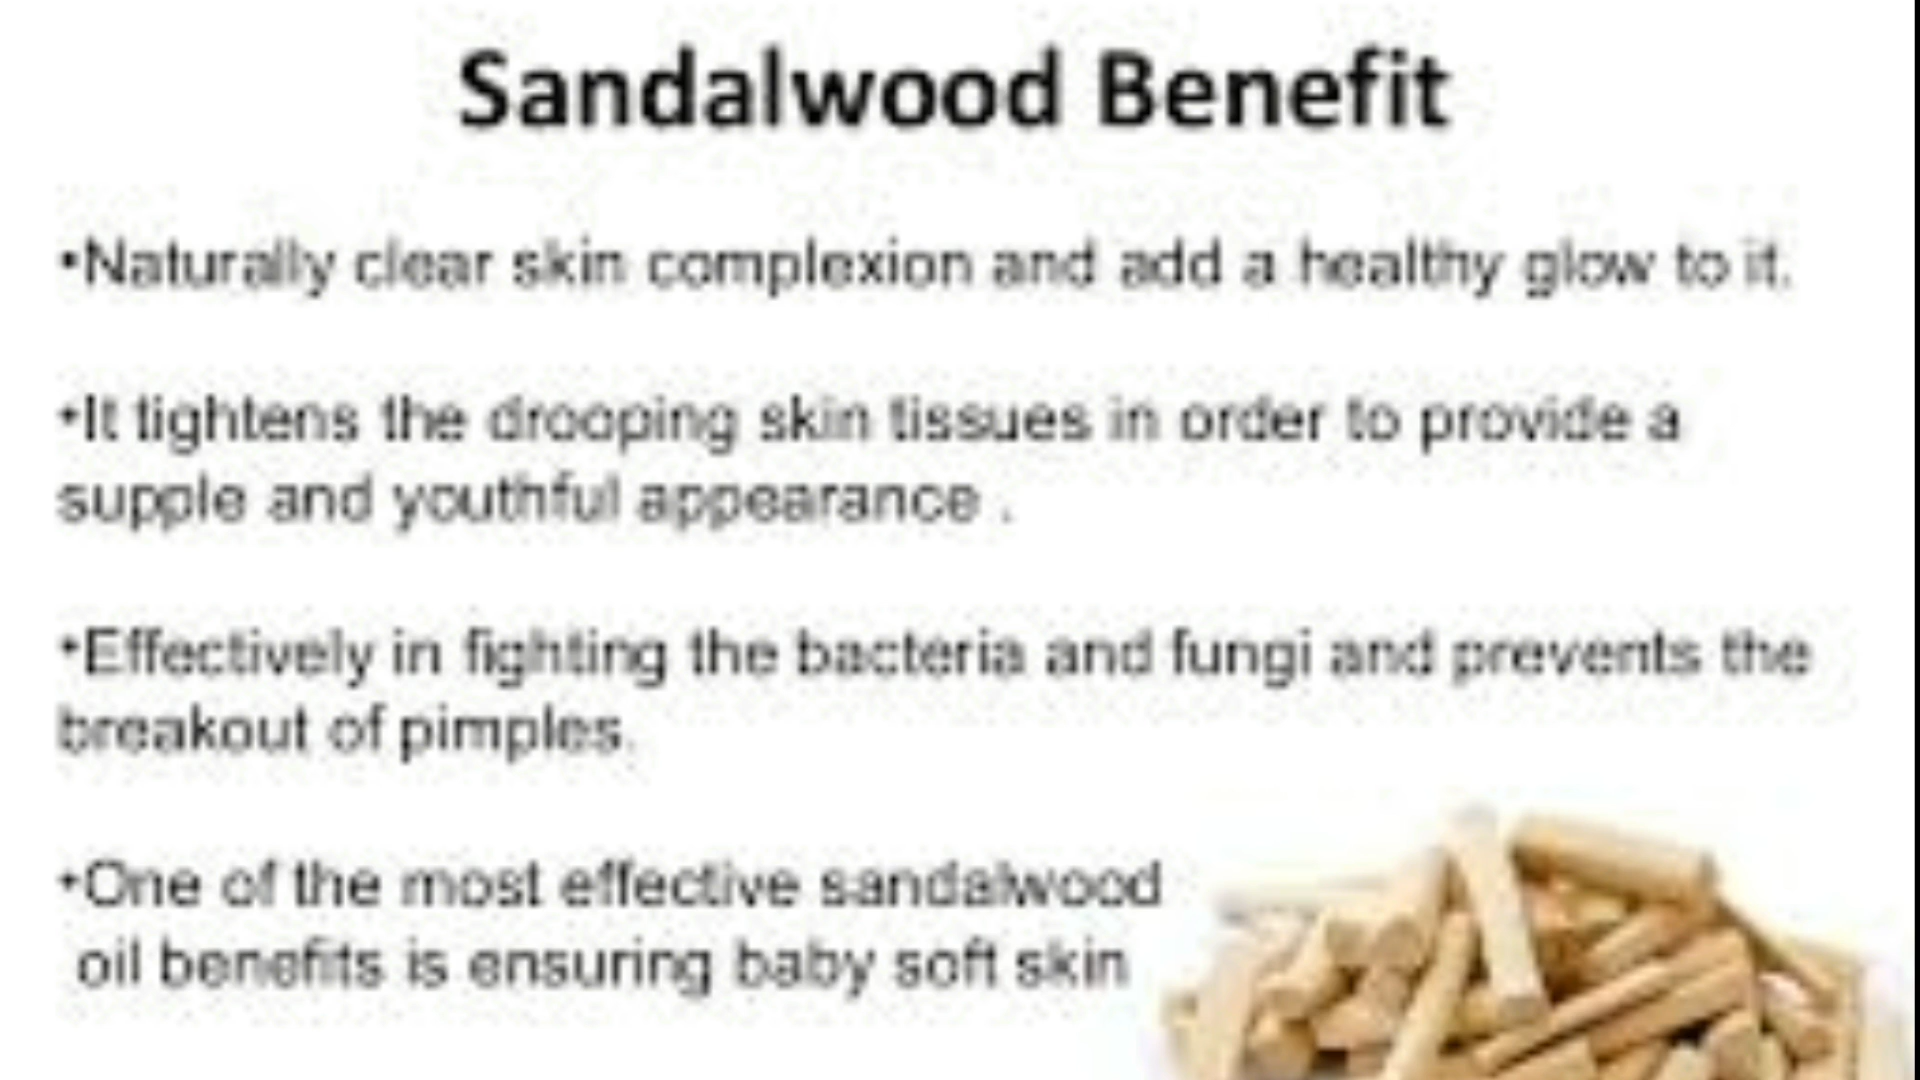 Sandalwood Benefit
•Naturally clear skin complexion and add a healthy glow to it.
•It tightens the drooping skin tissues in order to provide a
supple and youthful appearance .
•Effectively in fighting the bacteria and fungi and prevents the
breakout of pimples.
•One of the most effective sandalwood
oil benefits is ensuring baby soft skin